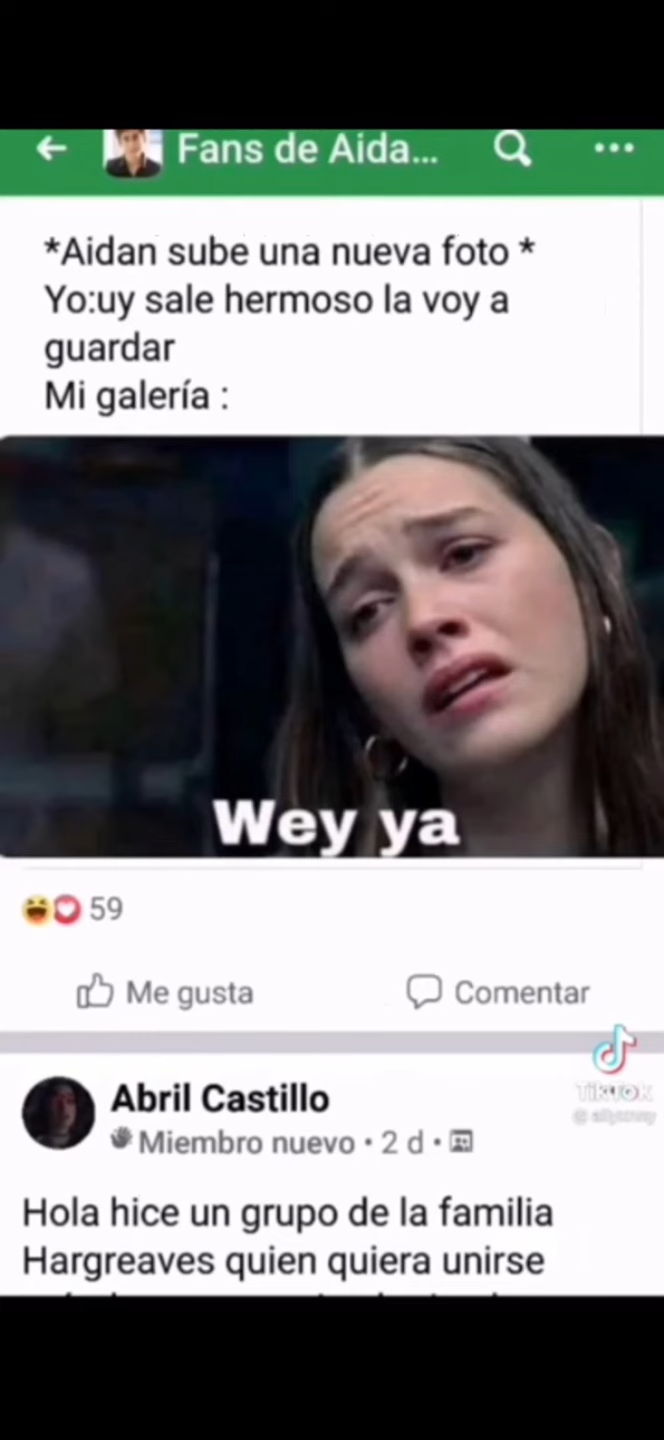 Fans de Aida...
*Aidan sube una nueva foto *
Yo:uy sale hermoso la voy a
guardar
Mi galería :
Wey ya
59
Me gusta
Comentar
TikTok
Abril Castillo
Miembro nuevo • 2 d •
Hola hice un grupo de la familia
Hargreaves quien quiera unirse